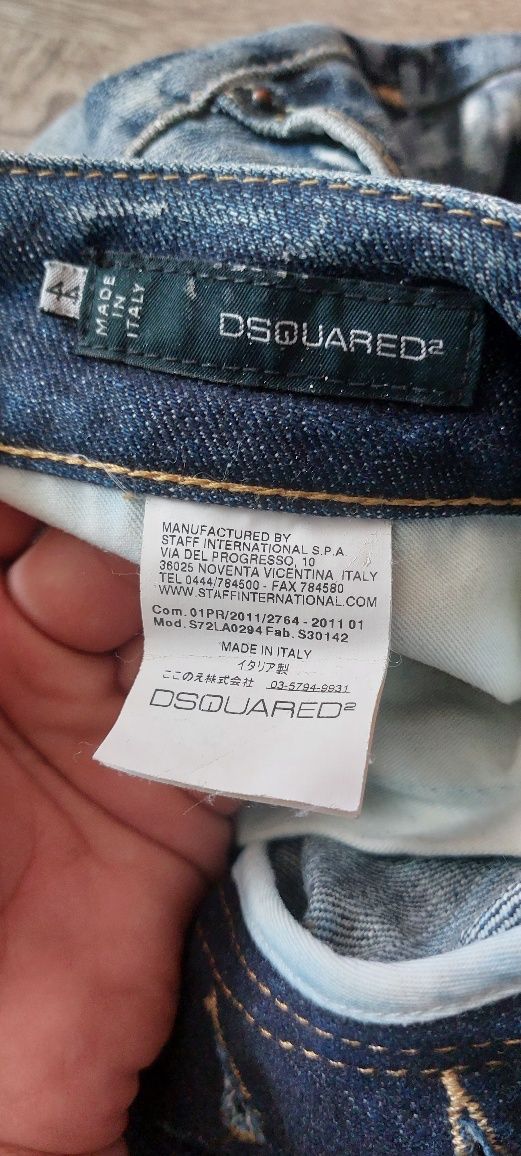 44
MADE
IN
ITALY
DSQUARED2
MANUFACTURED BY
STAFF INTERNATIONAL S.P.A.
VIA DEL PROGRESSO, 10
36025 NOVENTA VICENTINA ITALY
TEL 0444/784500 - FAX 784580
WWW.STAFFINTERNATIONAL.COM
Com. 01PR/2011/2764 - 2011 01
Mod. S72LA0294 Fab. S30142
MADE IN ITALY
イタリア製
ここのえ株式会社 03-5794-9931
DSQUARED2